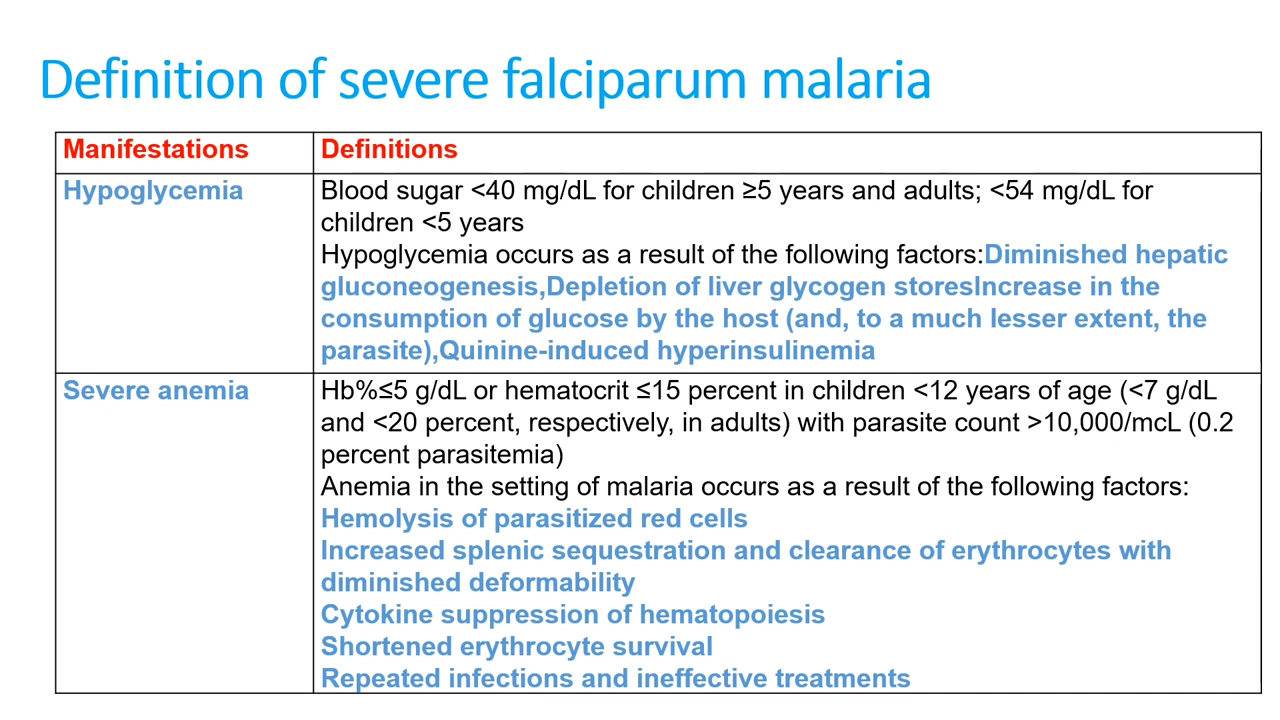 Definition of severe falciparum malaria
Manifestations
Definitions
Hypoglycemia
Blood sugar <40 mg/dL for children ≥5 years and adults; <54 mg/dL for
children <5 years
Hypoglycemia occurs as a result of the following factors:Diminished hepatic
gluconeogenesis,Depletion of liver glycogen storesIncrease in the
consumption of glucose by the host (and, to a much lesser extent, the
parasite),Quinine-induced hyperinsulinemia
Severe anemia
Hb%≤5 g/dL or hematocrit ≤15 percent in children <12 years of age (<7 g/dL
and <20 percent, respectively, in adults) with parasite count >10,000/mcL (0.2
percent parasitemia)
Anemia in the setting of malaria occurs as a result of the following factors:
Hemolysis of parasitized red cells
Increased splenic sequestration and clearance of erythrocytes with
diminished deformability
Cytokine suppression of hematopoiesis
Shortened erythrocyte survival
Repeated infections and ineffective treatments